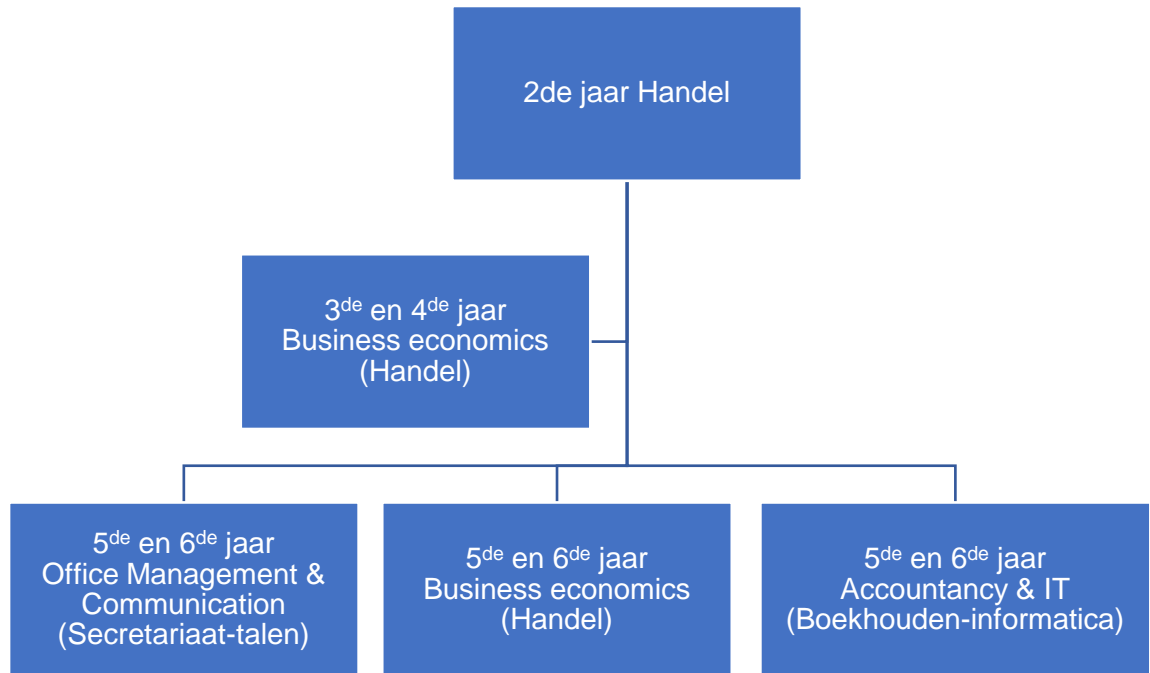 2de jaar Handel
3de en 4de jaar
Business economics
(Handel)
5de en 6de jaar
Office Management &
Communication
(Secretariaat-talen)
5de en 6de jaar
Business economics
(Handel)
5de en 6de jaar
Accountancy & IT
(Boekhouden-informatica)